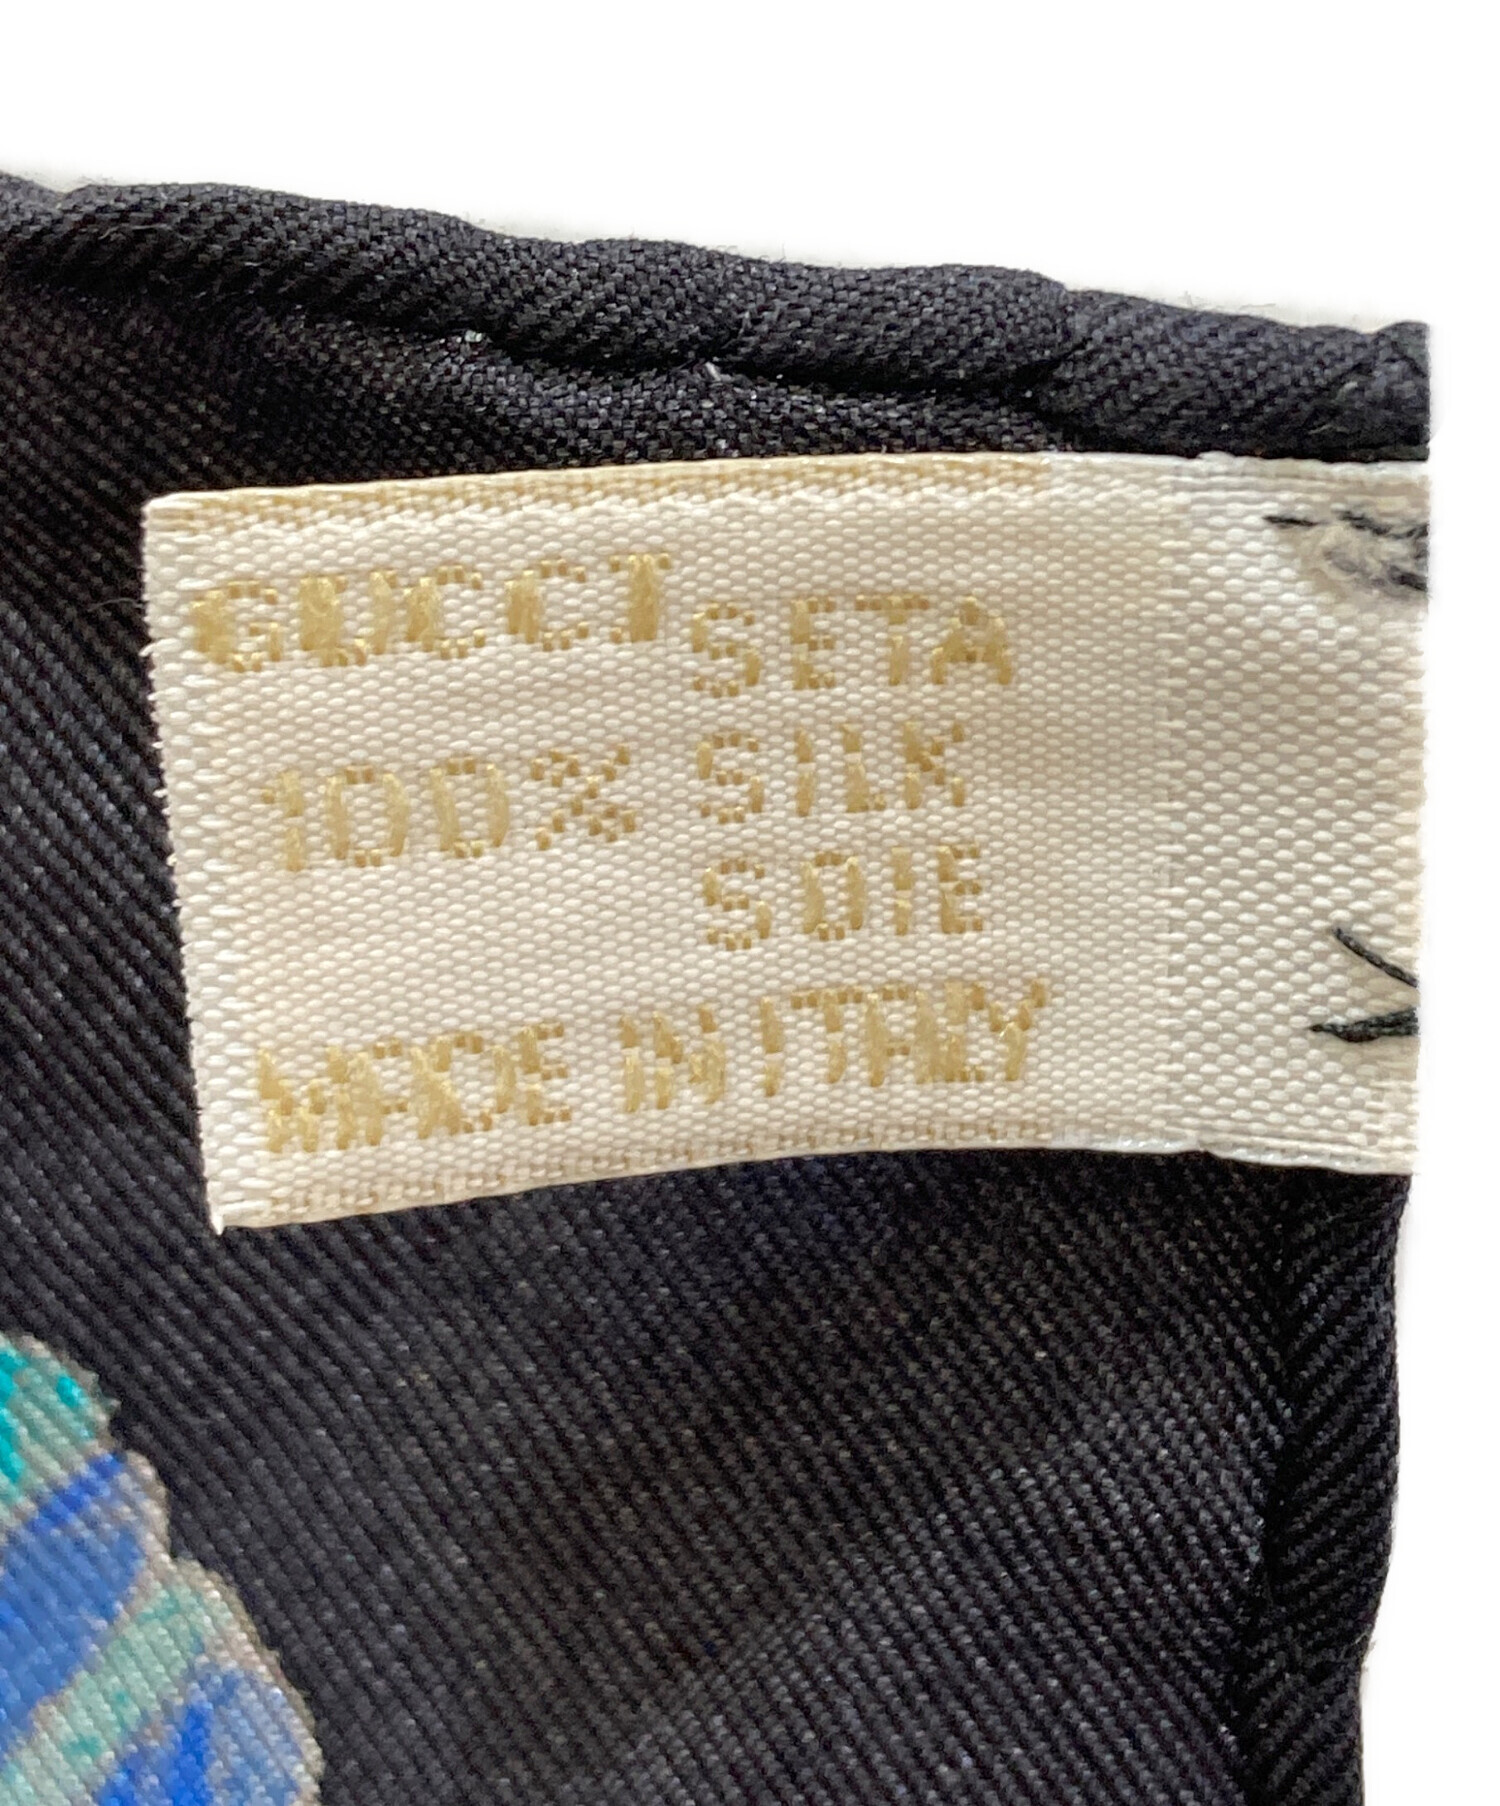 GUCCI
SETA
100% SILK
SOIE
MADE IN ITALY